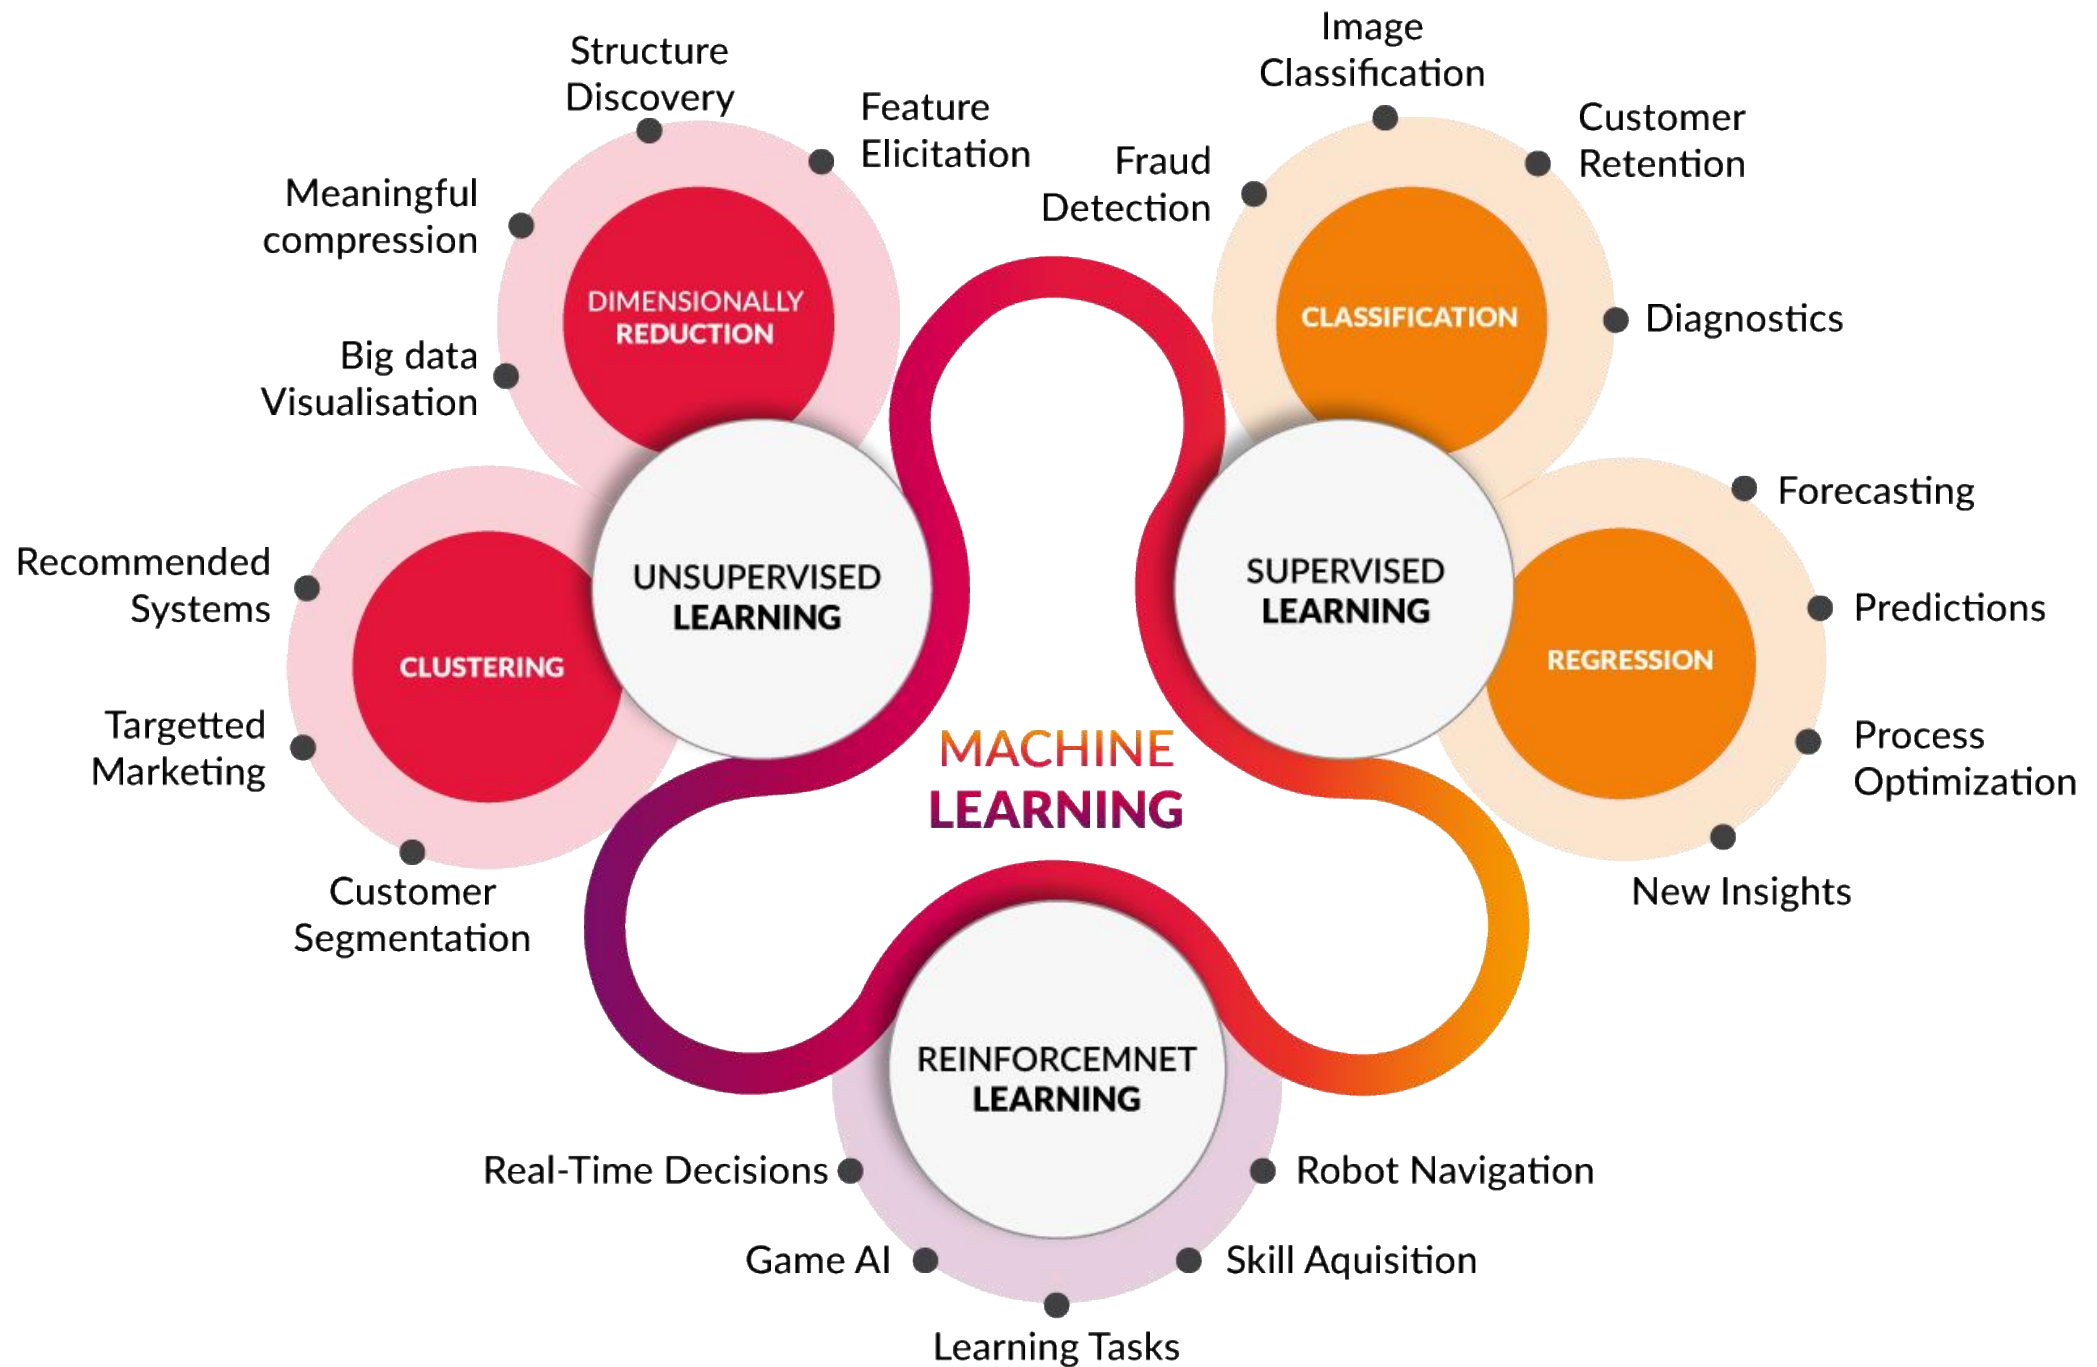 Structure
Discovery
Feature
Elicitation
Meaningful
compression
Big data
Visualisation
DIMENSIONALLY
REDUCTION
Recommended
Systems
Targetted
Marketing
Customer
Segmentation
CLUSTERING
UNSUPERVISED
LEARNING
Image
Classification
Customer
Retention
Fraud
Detection
Diagnostics
CLASSIFICATION
Forecasting
Predictions
Process
Optimization
New Insights
REGRESSION
SUPERVISED
LEARNING
MACHINE
LEARNING
REINFORCEMNET
LEARNING
Real-Time Decisions
Robot Navigation
Game AI
Skill Aquisition
Learning Tasks